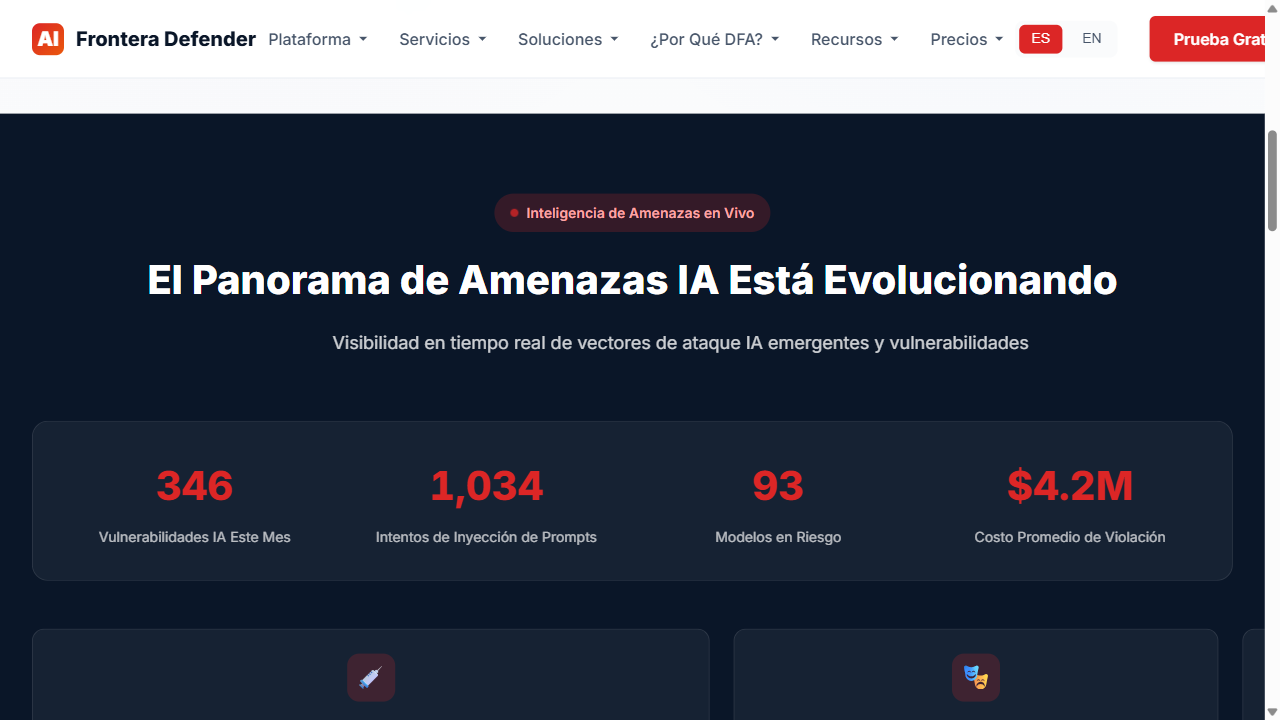 AI Frontera Defender Plataforma Servicios Soluciones ¿Por Qué DFA? Recursos Precios ES EN Prueba Grat
Inteligencia de Amenazas en Vivo
El Panorama de Amenazas IA Está Evolucionando
Visibilidad en tiempo real de vectores de ataque IA emergentes y vulnerabilidades
346 1,034 93 $4.2M
Vulnerabilidades IA Este Mes Intentos de Inyección de Prompts Modelos en Riesgo Costo Promedio de Violación